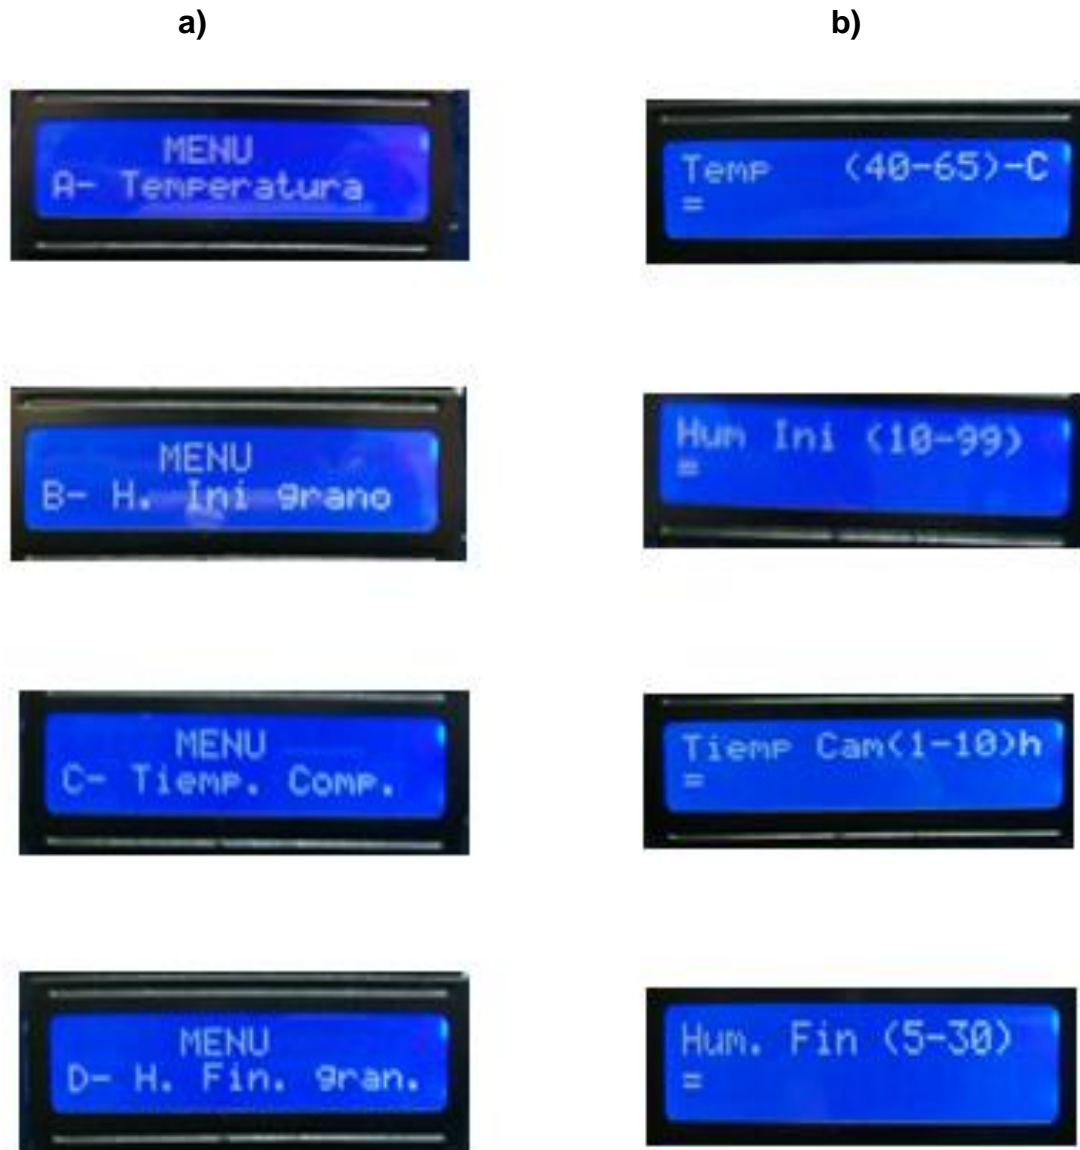 a)
b)
MENU
A- Temperatura
Temp (40-65)-C
=
MENU
B- H. Ini grano
Hum Ini (10-99)
=
MENU
C- Tiemp. Comp.
Tiemp Cam(1-10)h
=
MENU
D- H. Fin. gran.
Hum. Fin (5-30)
=